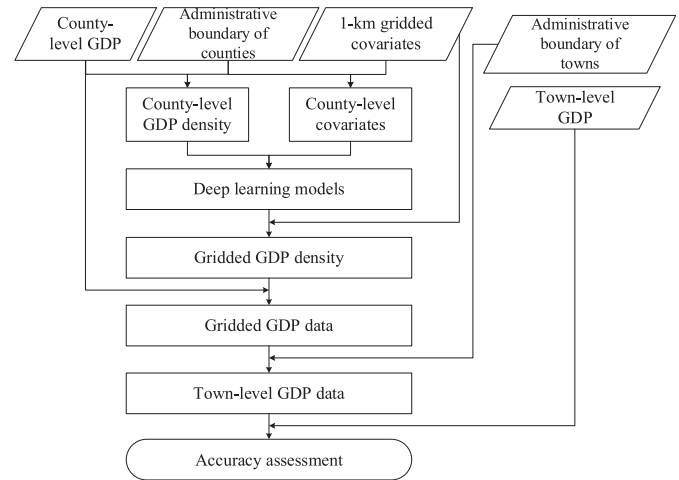 County-
level GDP
Administrative
boundary of
counties
1-km gridded
covariates
Administrative
boundary of
towns
Town-level
GDP
County-level
GDP density
County-level
covariates
Deep learning models
Gridded GDP density
Gridded GDP data
Town-level GDP data
Accuracy assessment